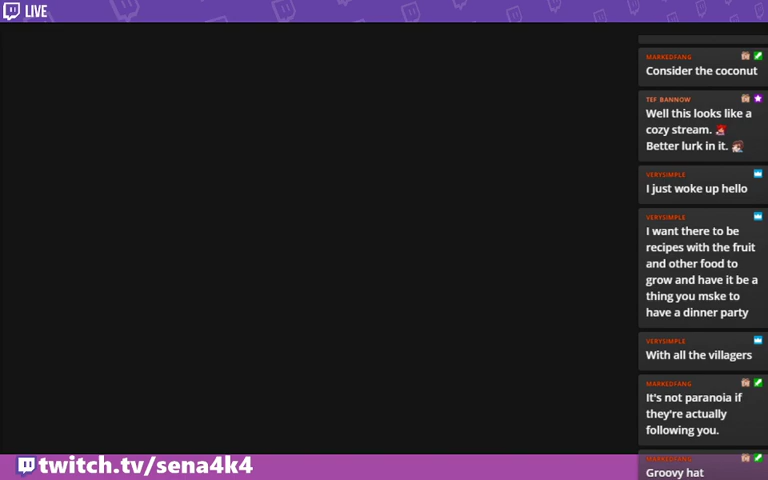 LIVE
MARKEDFANG
Consider the coconut
TEF BANNOW
Well this looks like a
cozy stream.
Better lurk in it.
VERYSIMPLE
I just woke up hello
VERYSIMPLE
I want there to be
recipes with the fruit
and other food to
grow and have it be a
thing you mske to
have a dinner party
VERYSIMPLE
With all the villagers
MARKEDFANG
It's not paranoia if
they're actually
following you.
MARKEDFANG
Groovy hat
twitch.tv/sena4k4